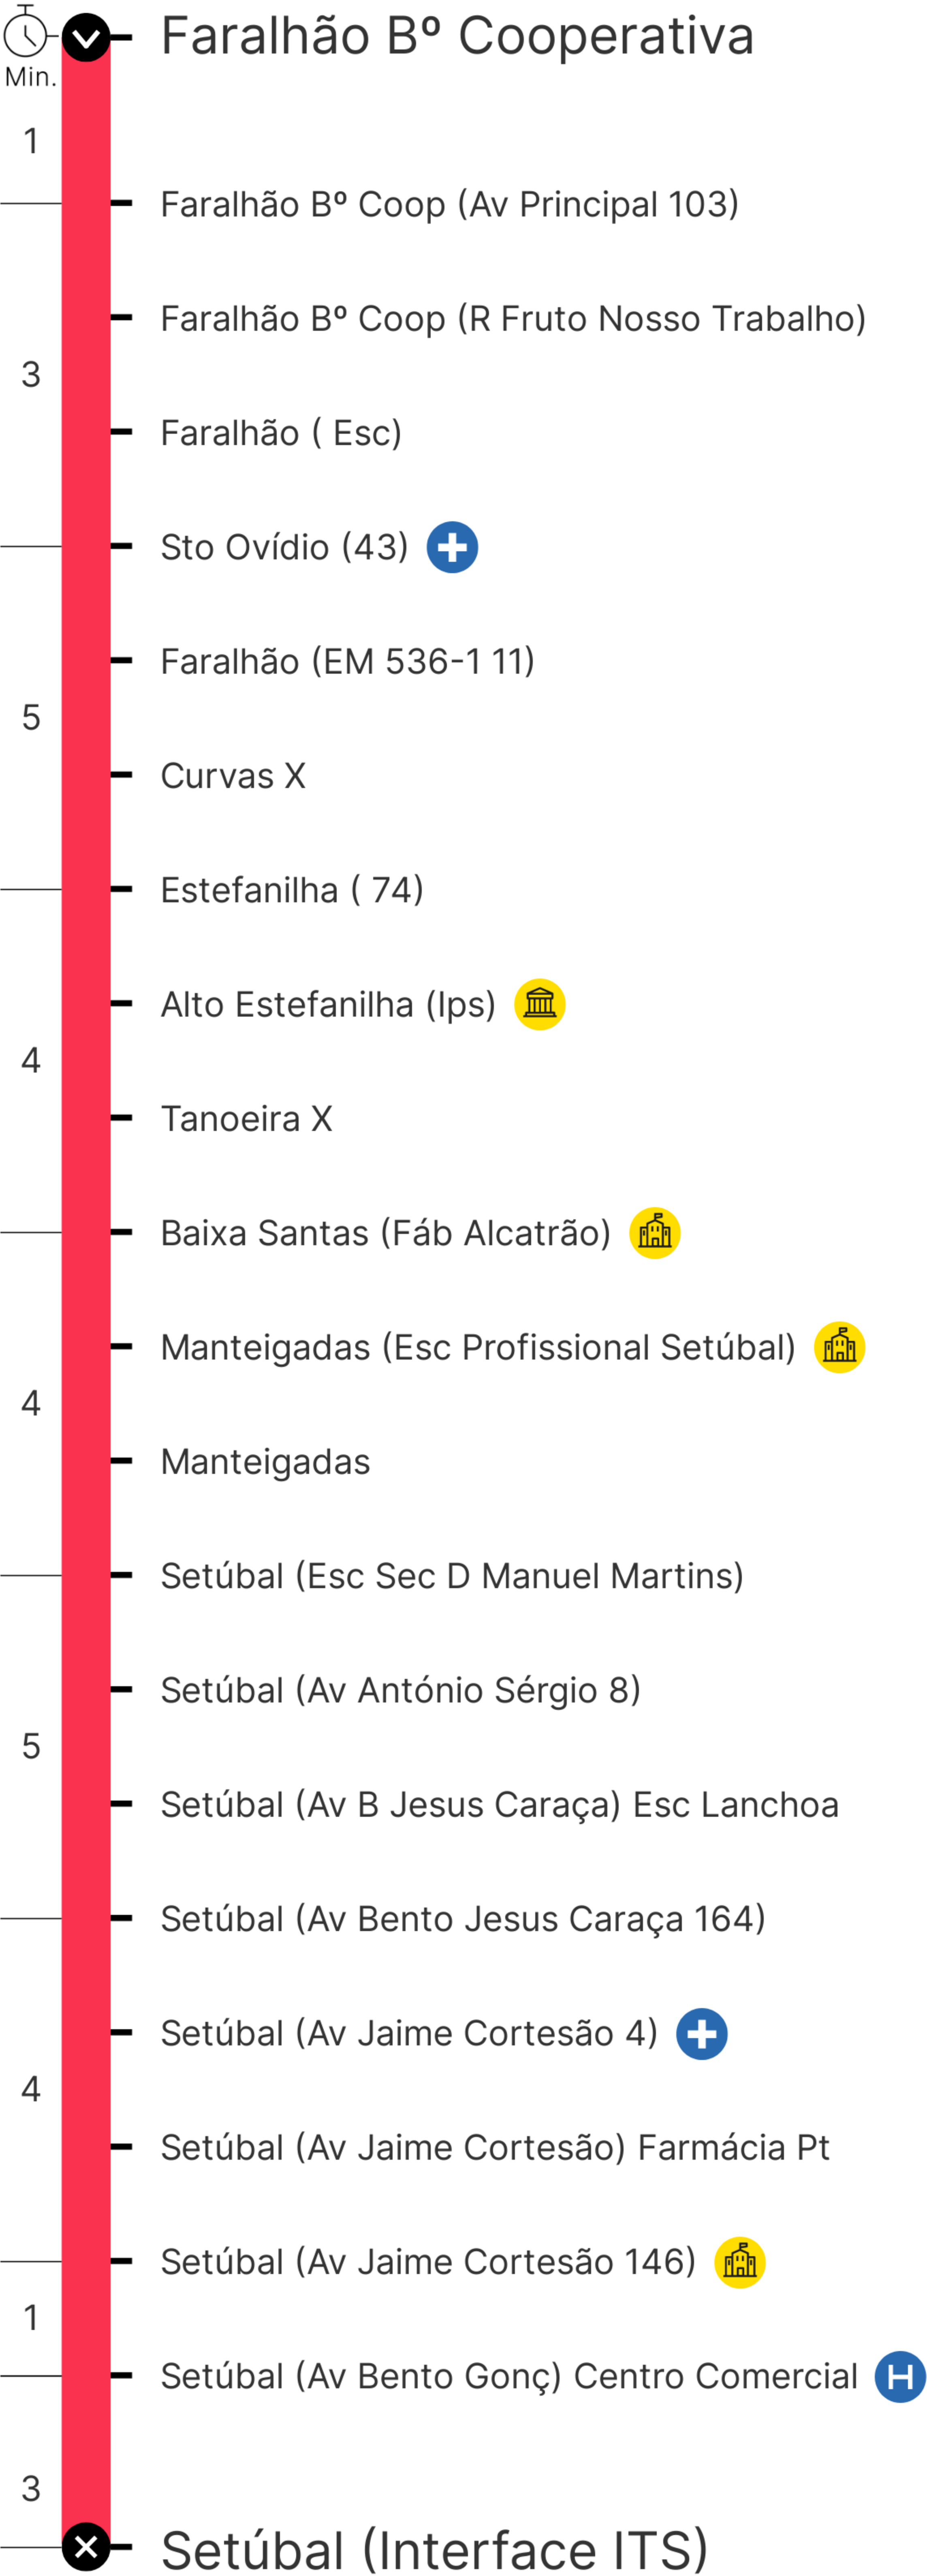 Faralhão Bº Cooperativa
Min.
1
Faralhão Bº Coop (Av Principal 103)
Faralhão Bº Coop (R Fruto Nosso Trabalho)
3
Faralhão ( Esc)
Sto Ovídio (43)
Faralhão (EM 536-1 11)
5
Curvas X
Estefanilha ( 74)
Alto Estefanilha (Ips)
4
Tanoeira X
Baixa Santas (Fáb Alcatrão)
Manteigadas (Esc Profissional Setúbal)
4
Manteigadas
Setúbal (Esc Sec D Manuel Martins)
Setúbal (Av António Sérgio 8)
5
Setúbal (Av B Jesus Caraça) Esc Lanchoa
Setúbal (Av Bento Jesus Caraça 164)
Setúbal (Av Jaime Cortesão 4)
4
Setúbal (Av Jaime Cortesão) Farmácia Pt
Setúbal (Av Jaime Cortesão 146)
1
Setúbal (Av Bento Gonç) Centro Comercial H
3
Setúbal (Interface ITS)